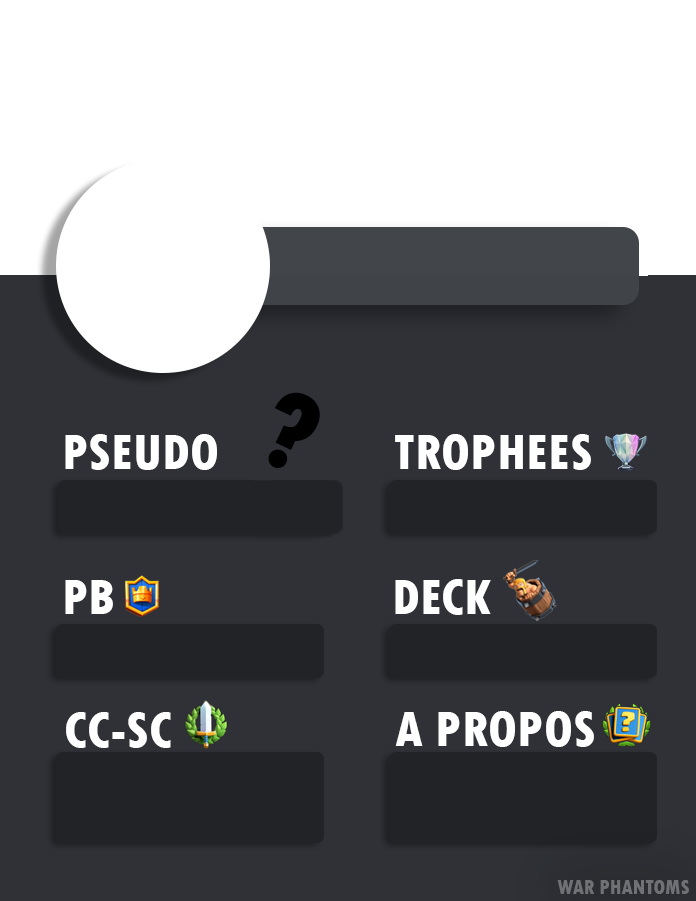 PSEUDO ?
TROPHEES
PB
DECK
CC-SC
A PROPOS ?
WAR PHANTOMS